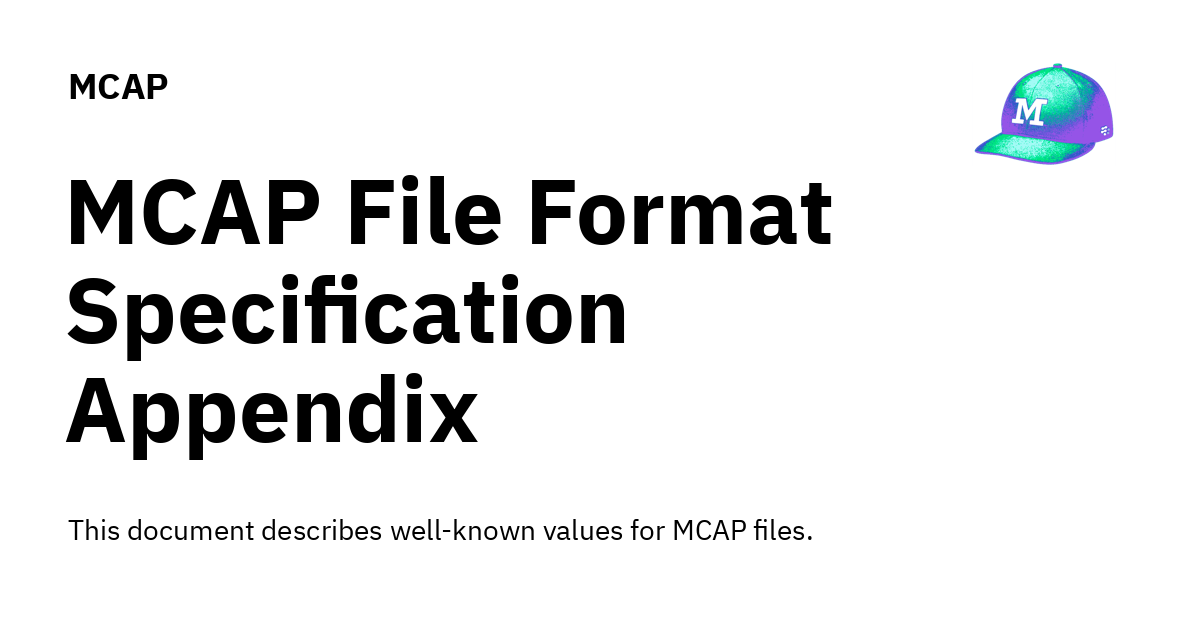 MCAP
M
MCAP File Format
Specification
Appendix
This document describes well-known values for MCAP files.